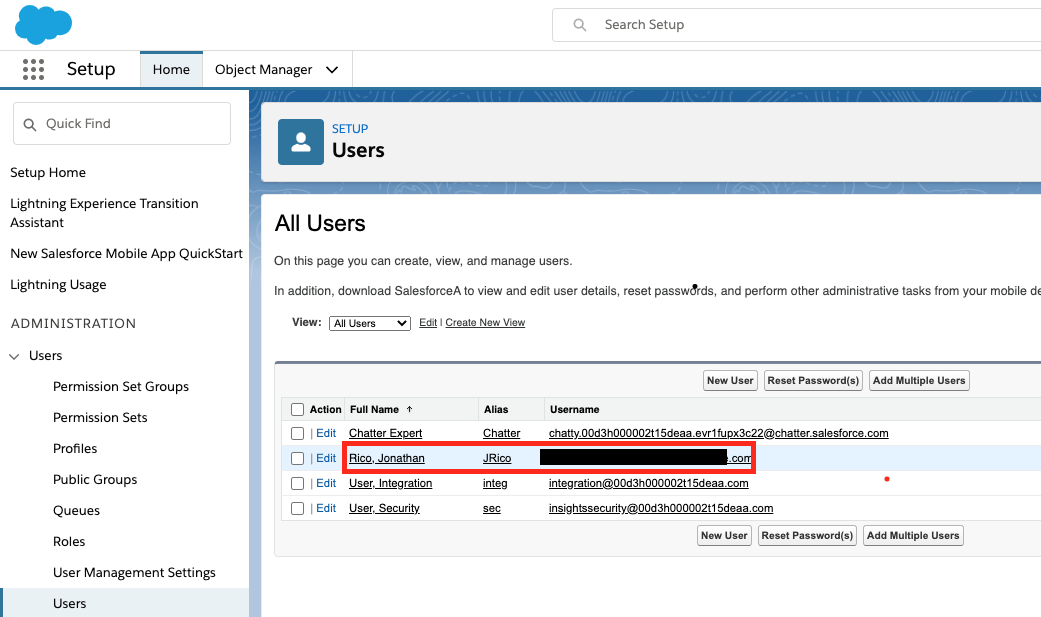 Search Setup
Setup
Home
Object Manager
Quick Find
Setup Home
Lightning Experience Transition
Assistant
New Salesforce Mobile App QuickStart
Lightning Usage
ADMINISTRATION
Users
Permission Set Groups
Permission Sets
Profiles
Public Groups
Queues
Roles
User Management Settings
Users
SETUP
Users
All Users
On this page you can create, view, and manage users.
In addition, download SalesforceA to view and edit user details, reset passwords, and perform other administrative tasks from your mobile de
View: All Users Edit | Create New View
New User Reset Password(s) Add Multiple Users
Action Full Name ↑ Alias Username
| Edit Chatter Expert Chatter chatty.00d3h000002t15deaa.evr1fupx3c22@chatter.salesforce.com
| Edit Rico, Jonathan JRico .com
| Edit User, Integration integ integration@00d3h000002t15deaa.com
| Edit User, Security sec insightssecurity@00d3h000002t15deaa.com
New User Reset Password(s) Add Multiple Users